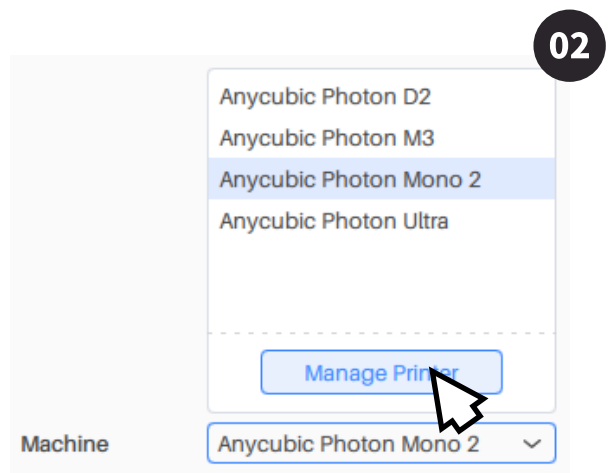 02
Anycubic Photon D2
Anycubic Photon M3
Anycubic Photon Mono 2
Anycubic Photon Ultra
Manage Printer
Machine Anycubic Photon Mono 2